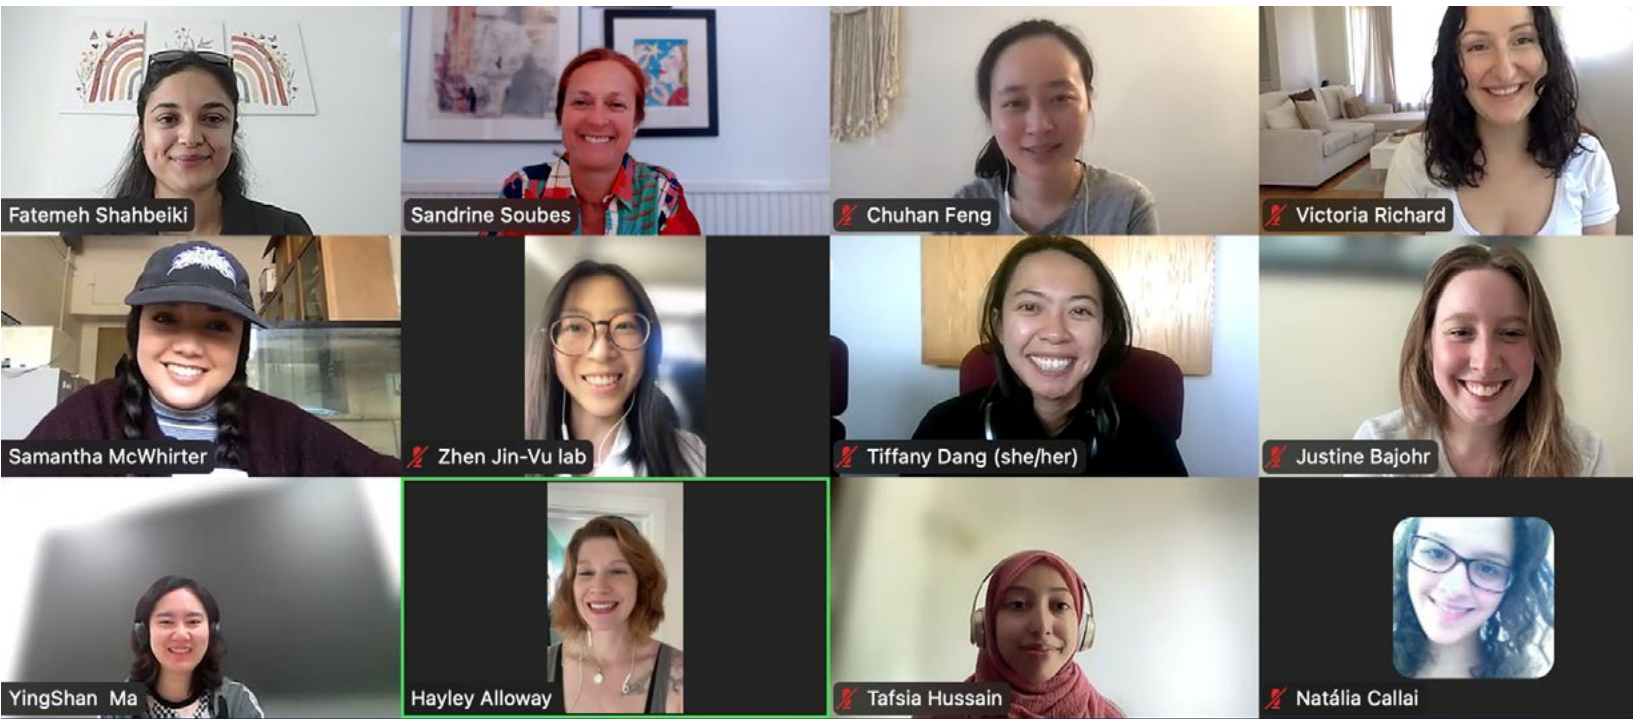 Fatemeh Shahbeiki
Sandrine Soubes
Chuhan Feng
Victoria Richard
Samantha McWhirter
Zhen Jin-Vu lab
Tiffany Dang (she/her)
Justine Bajohr
YingShan Ma
Hayley Alloway
Tafsia Hussain
Natália Callai